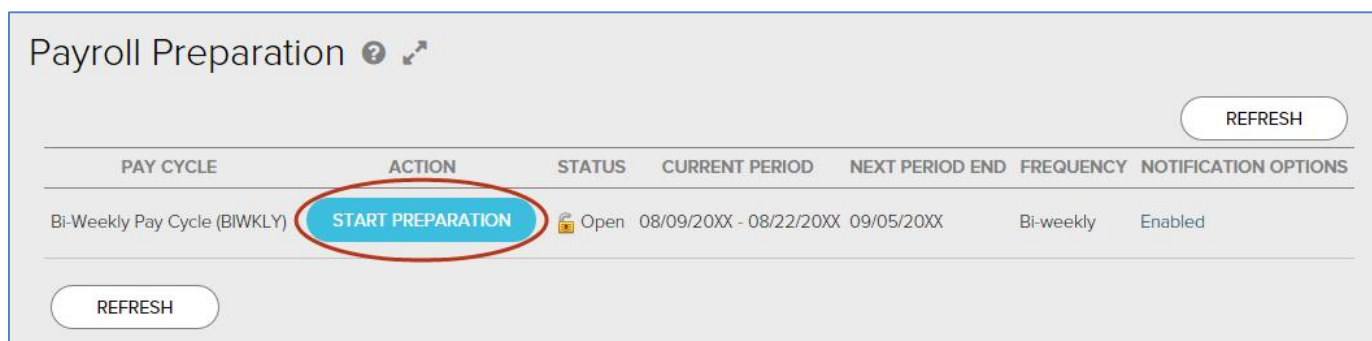 Payroll Preparation ?
REFRESH
PAY CYCLE ACTION STATUS CURRENT PERIOD NEXT PERIOD END FREQUENCY NOTIFICATION OPTIONS
Bi-Weekly Pay Cycle (BIWKLY) START PREPARATION Open 08/09/20XX - 08/22/20XX 09/05/20XX Bi-weekly Enabled
REFRESH